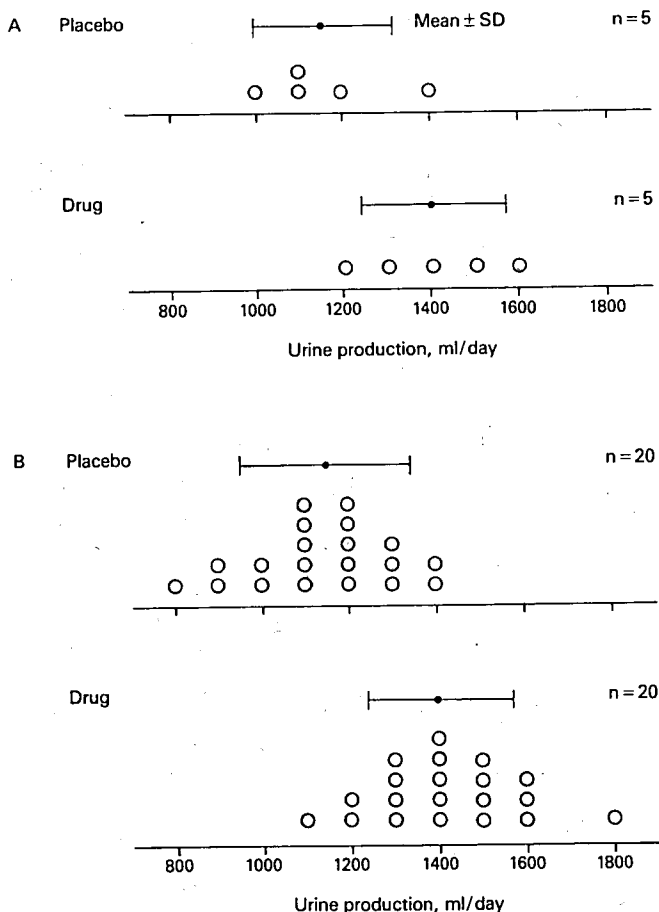 A Placebo Mean ± SD n = 5
Drug n = 5
800 1000 1200 1400 1600 1800
Urine production, ml/day
B Placebo n = 20
Drug n = 20
800 1000 1200 1400 1600 1800
Urine production, ml/day